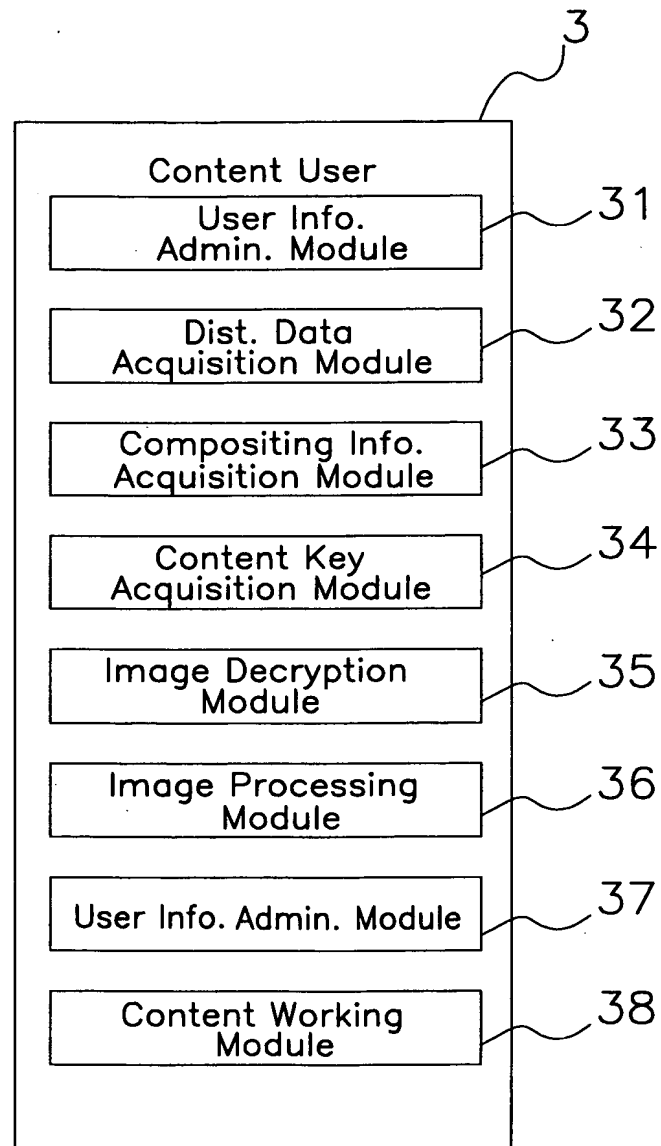 3
Content User
User Info.
Admin. Module
31
Dist. Data
Acquisition Module
32
Compositing Info.
Acquisition Module
33
Content Key
Acquisition Module
34
Image Decryption
Module
35
Image Processing
Module
36
User Info. Admin. Module
37
Content Working
Module
38